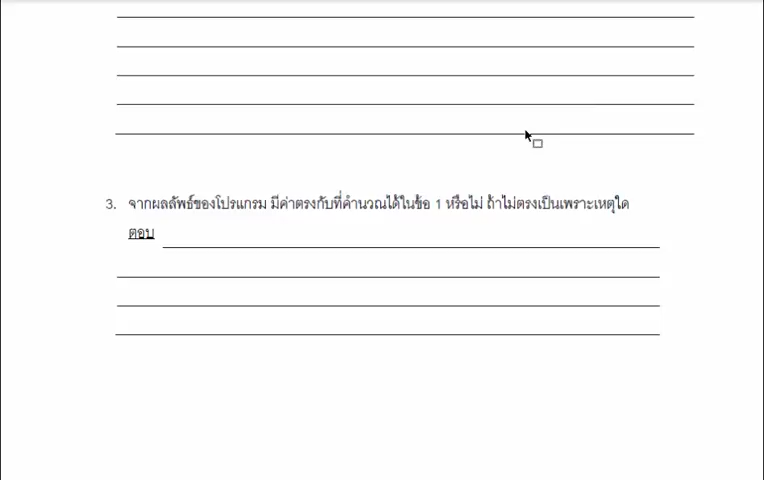 3. จากผลลัพธ์ของโปรแกรม มีค่าตรงกับที่คำนวณได้ในข้อ 1 หรือไม่ ถ้าไม่ตรงเป็นเพราะเหตุใด
ตอบ